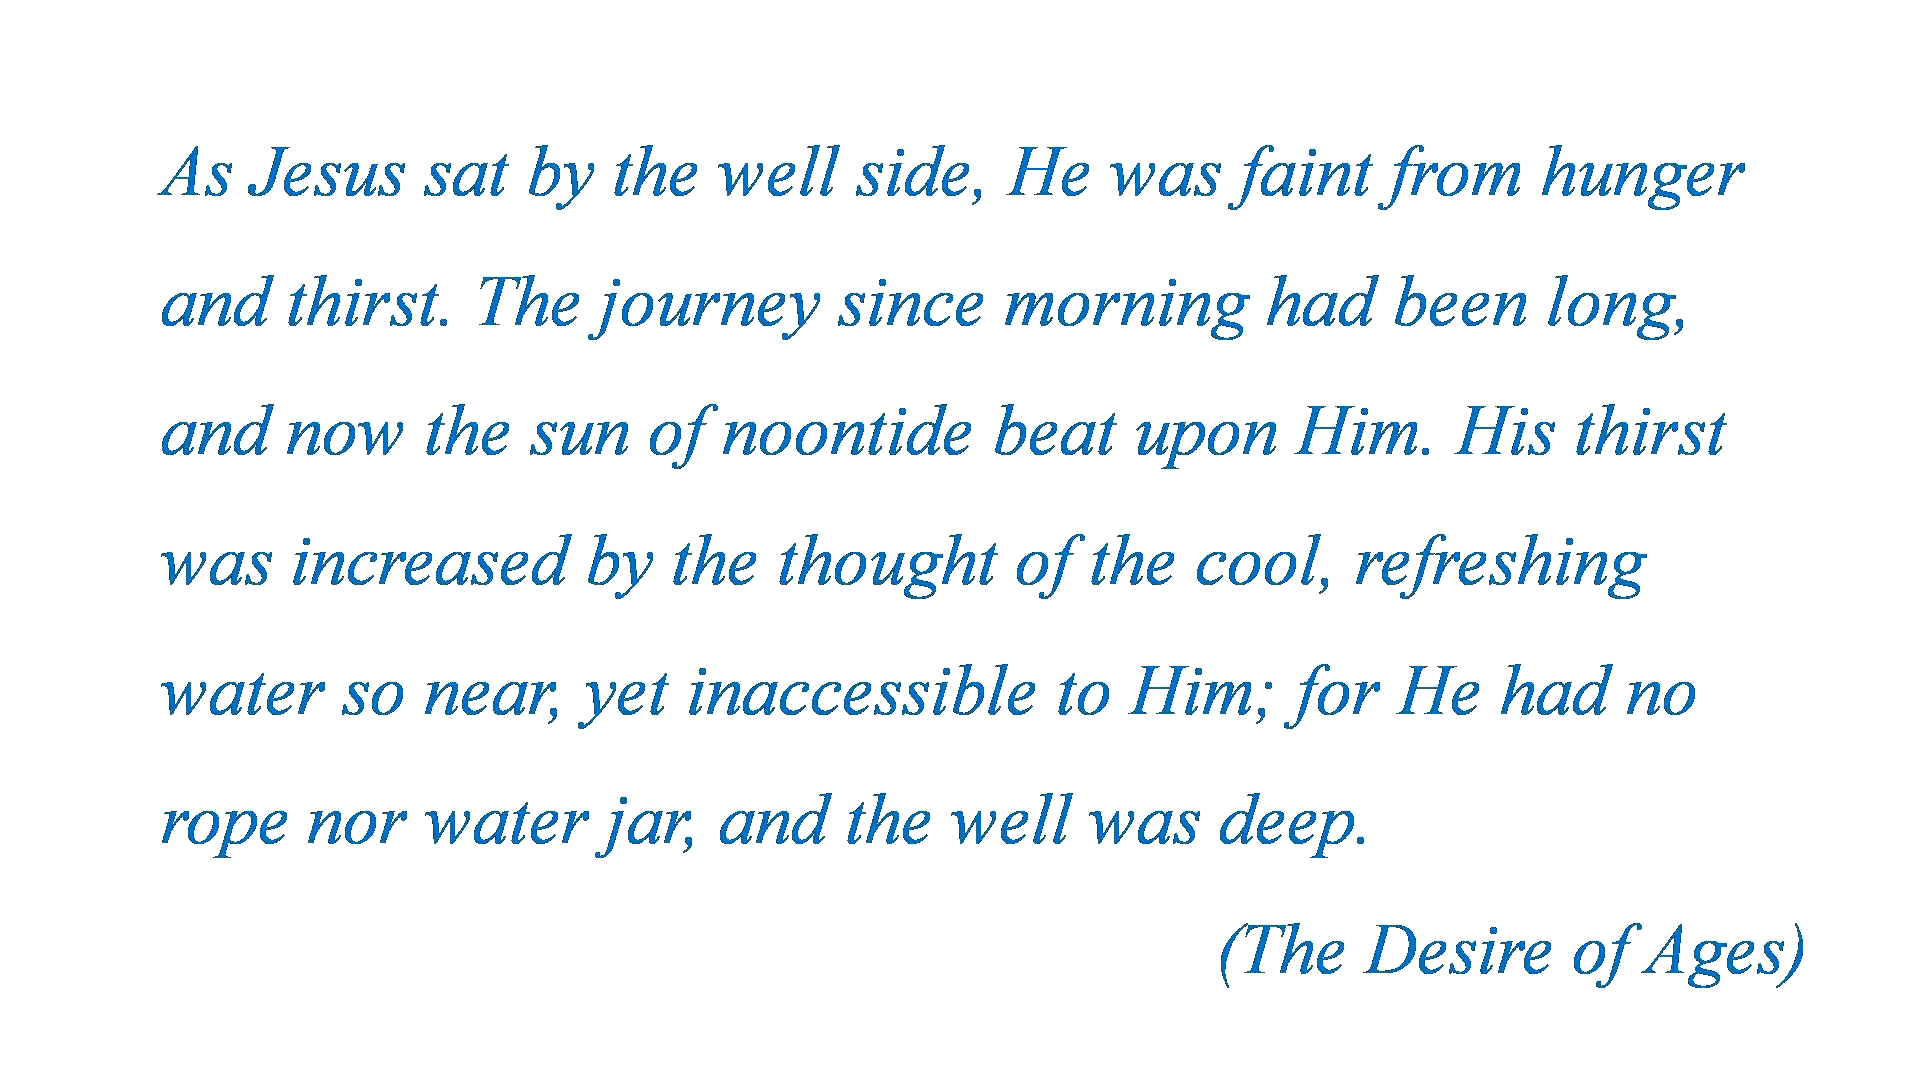 As Jesus sat by the well side, He was faint from hunger
and thirst. The journey since morning had been long,
and now the sun of noontide beat upon Him. His thirst
was increased by the thought of the cool, refreshing
water so near, yet inaccessible to Him; for He had no
rope nor water jar, and the well was deep.
(The Desire of Ages)